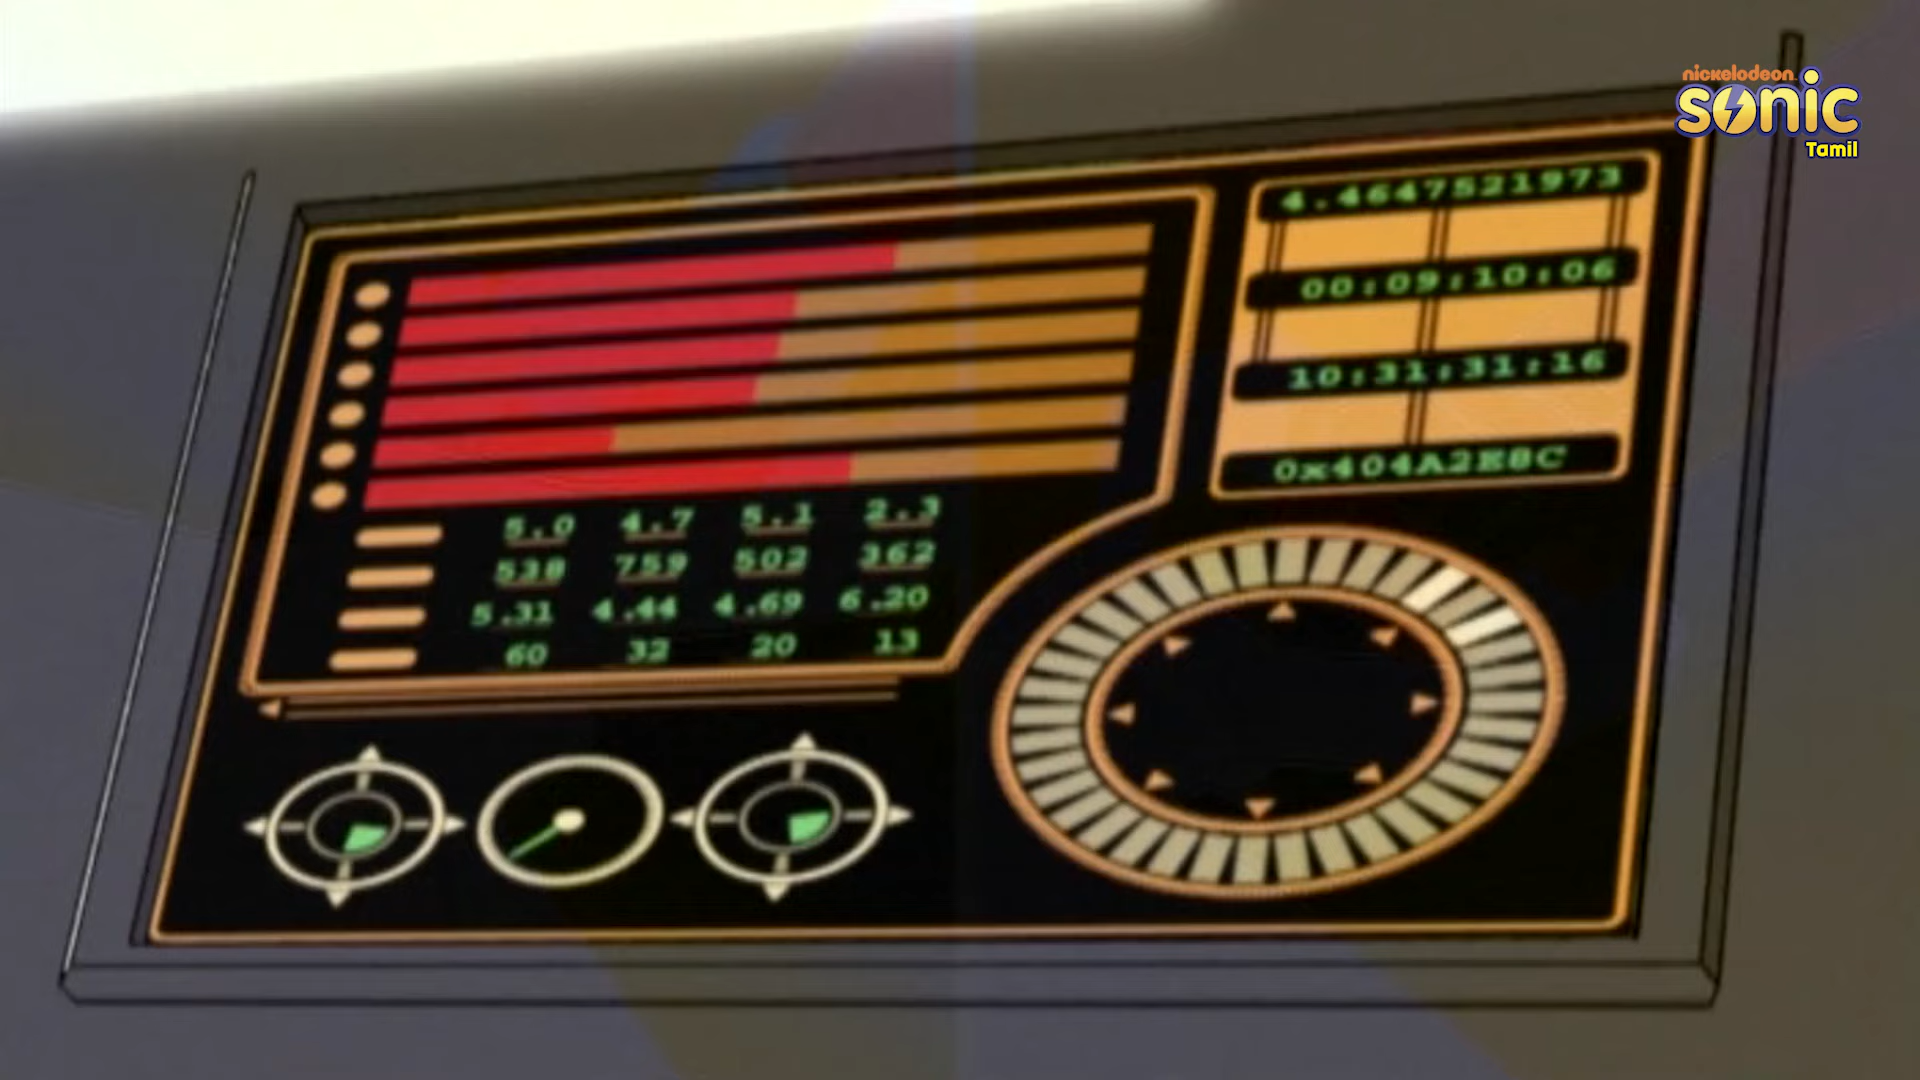 nickelodeon
sonic
Tamil
4.4647521973
00:09:10:06
10:31:31:16
0x404A2E8C
5.0 4.7 5.1 2.3
538 759 502 362
5.31 4.44 4.69 6.20
60 32 20 13